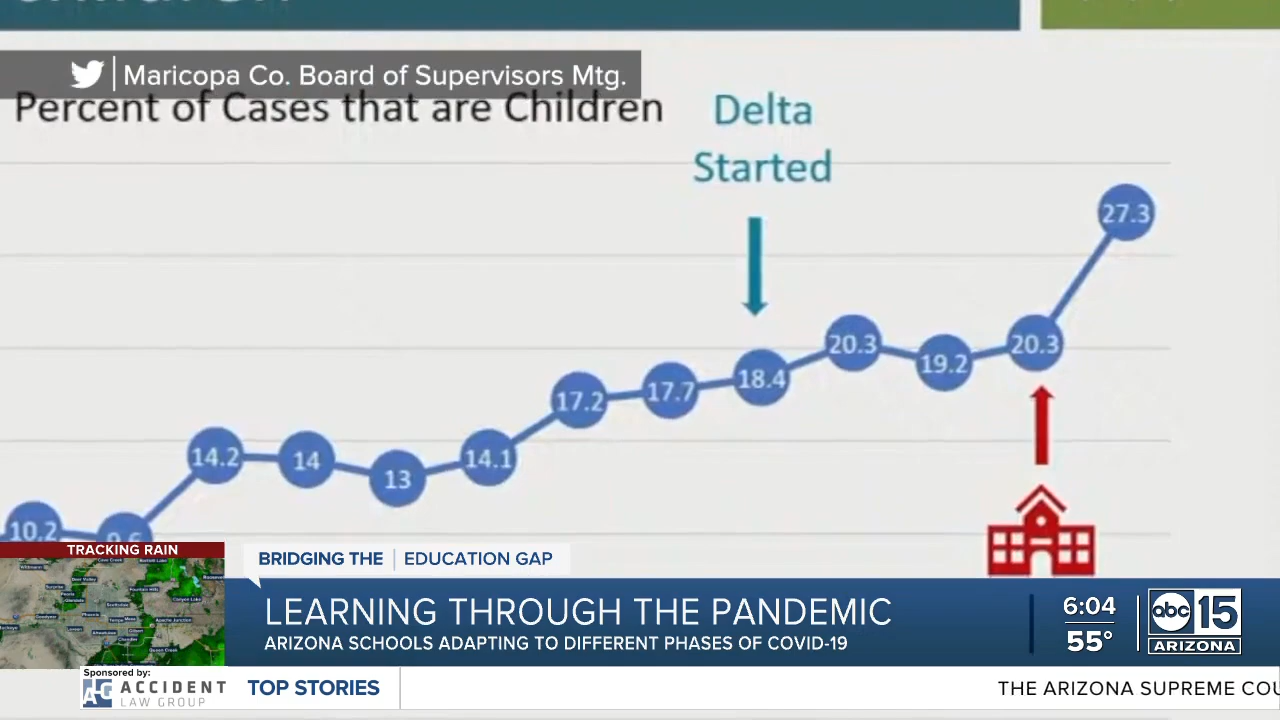 Maricopa Co. Board of Supervisors Mtg.
Percent of Cases that are Children
Delta
Started
27.3
20.3
19.2
20.3
18.4
17.7
17.2
14.1
13
14
14.2
9.6
10.2
TRACKING RAIN
BRIDGING THE | EDUCATION GAP
LEARNING THROUGH THE PANDEMIC
ARIZONA SCHOOLS ADAPTING TO DIFFERENT PHASES OF COVID-19
6:04
55°
abc 15
ARIZONA
Sponsored by:
AG ACCIDENT
LAW GROUP
TOP STORIES
THE ARIZONA SUPREME COU